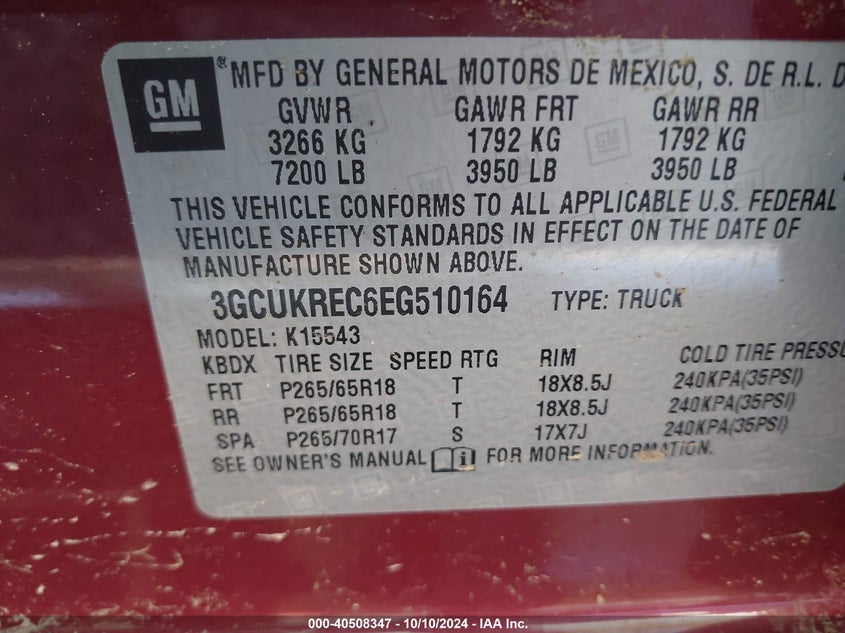 GM ® MFD BY GENERAL MOTORS DE MEXICO, S. DE R.L. D
GVWR GAWR FRT GAWR RR
3266 KG 1792 KG 1792 KG
7200 LB 3950 LB 3950 LB
THIS VEHICLE CONFORMS TO ALL APPLICABLE U.S. FEDERAL
VEHICLE SAFETY STANDARDS IN EFFECT ON THE DATE OF
MANUFACTURE SHOWN ABOVE.
3GCUKREC6EG510164 TYPE: TRUCK
MODEL: K15543
KBDX TIRE SIZE SPEED RTG RIM COLD TIRE PRESSU
FRT P265/65R18 T 18X8.5J 240KPA(35PSI)
RR P265/65R18 T 18X8.5J 240KPA(35PSI)
SPA P265/70R17 S 17X7J 240KPA(35PSI)
SEE OWNER'S MANUAL i FOR MORE INFORMATION.
000-40508347 - 10/10/2024 - IAA Inc.